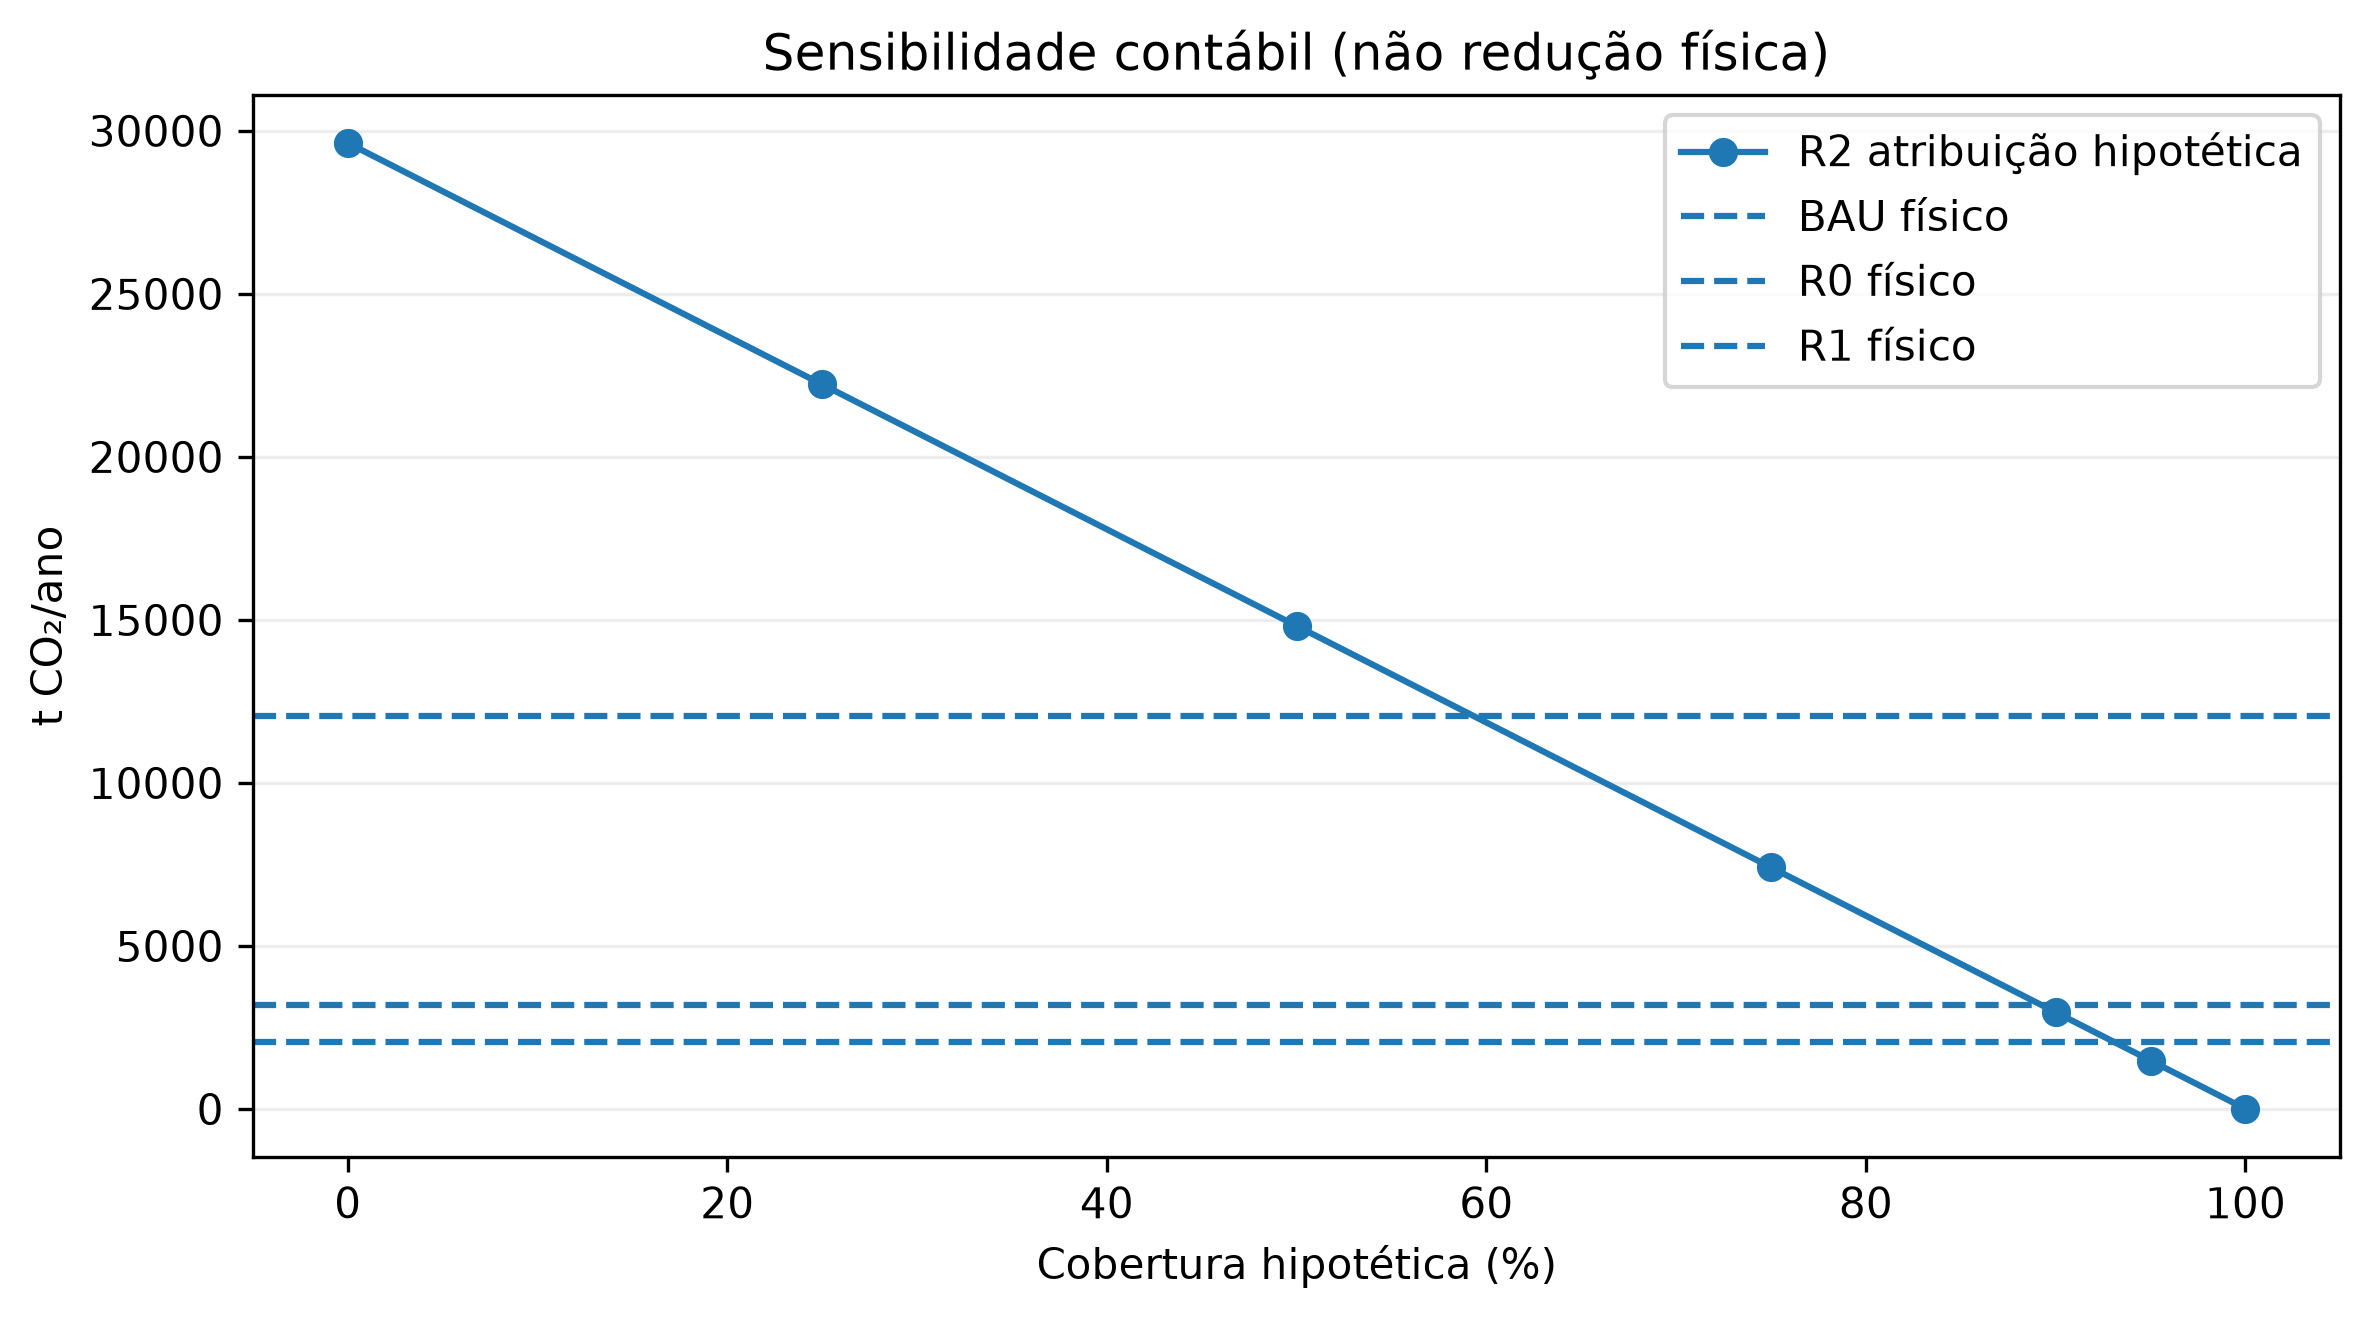 Sensibilidade contábil (não redução física)
R2 atribuição hipotética
BAU físico
R0 físico
R1 físico
30000
25000
20000
15000
10000
5000
0
t CO₂/ano
0 20 40 60 80 100
Cobertura hipotética (%)